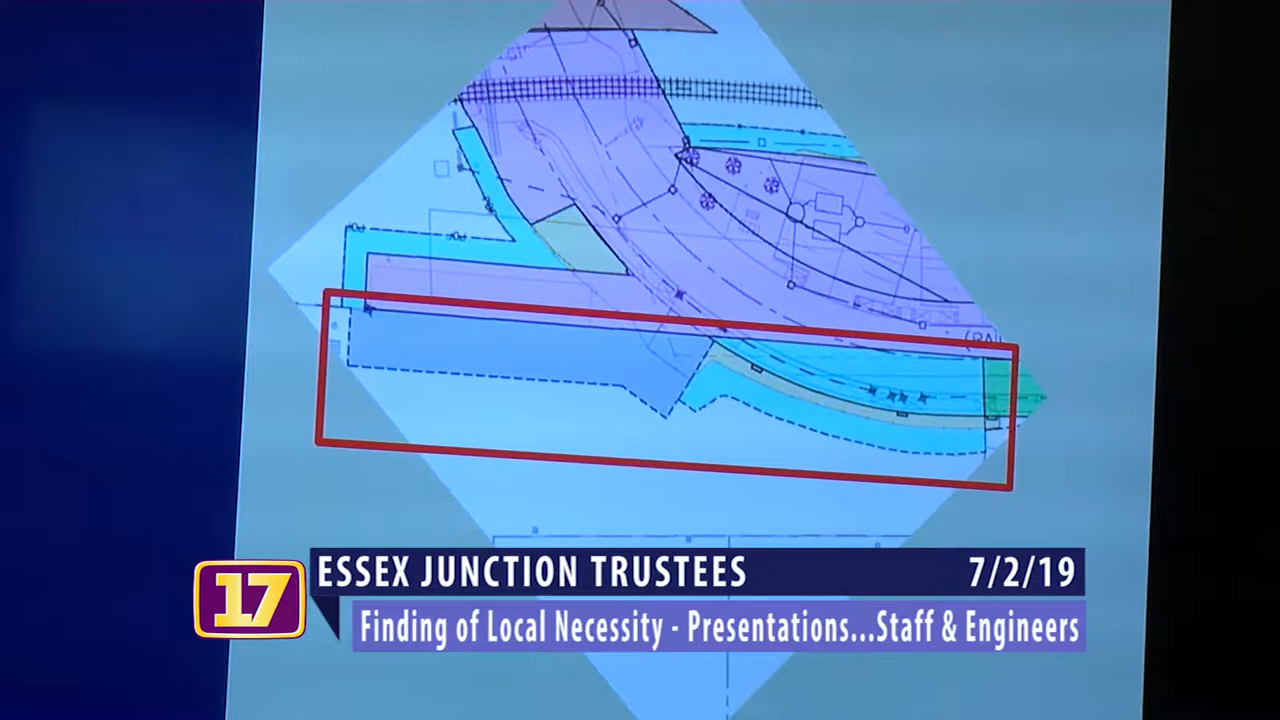 ESSEX JUNCTION TRUSTEES 7/2/19
17
Finding of Local Necessity - Presentations...Staff & Engineers